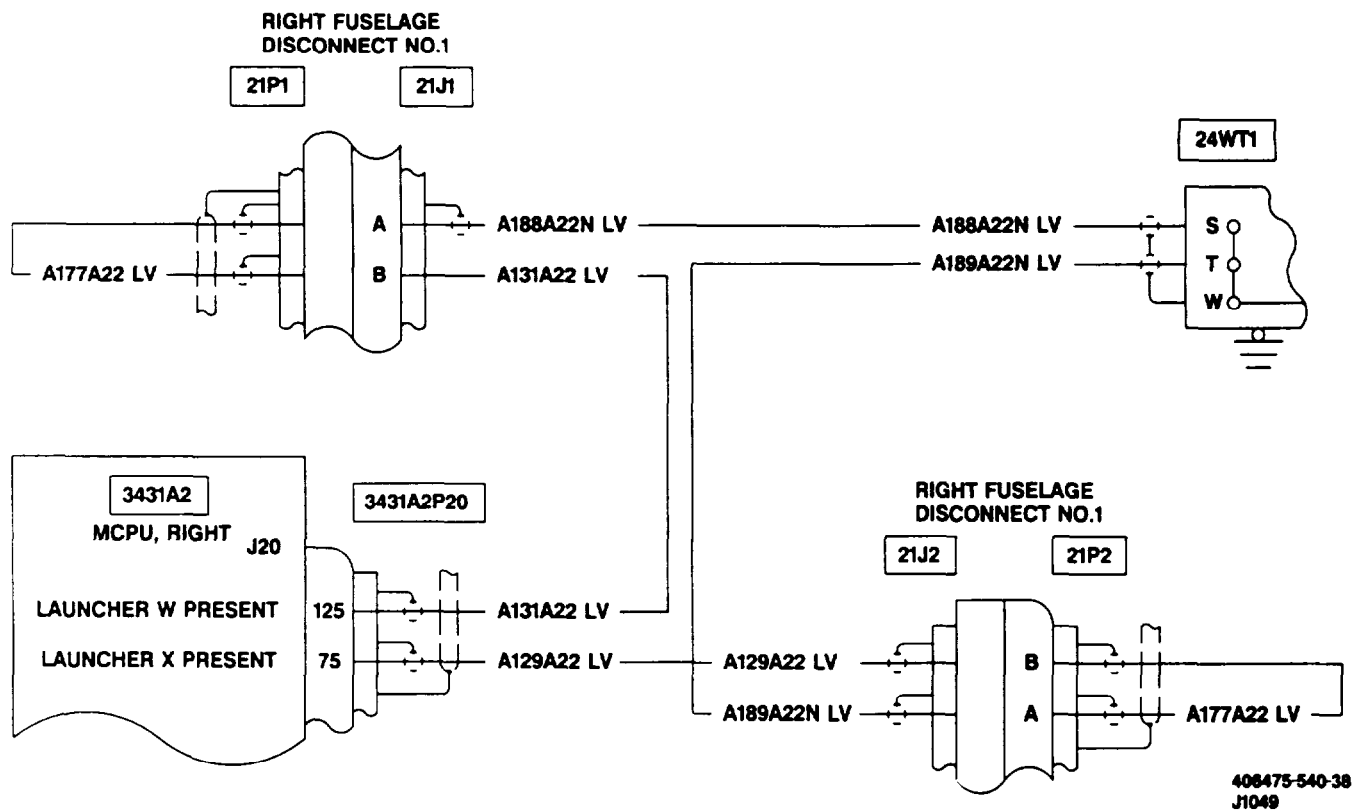 RIGHT FUSELAGE
DISCONNECT NO.1
21P1
21J1
24WT1
A
A188A22N LV
A188A22N LV
S
A177A22 LV
B
A131A22 LV
A189A22N LV
T
W
3431A2
3431A2P20
MCPU, RIGHT
J20
RIGHT FUSELAGE
DISCONNECT NO.1
21J2
21P2
LAUNCHER W PRESENT
125
A131A22 LV
LAUNCHER X PRESENT
75
A129A22 LV
A129A22 LV
B
A189A22N LV
A
A177A22 LV
406475-540-38
J1049